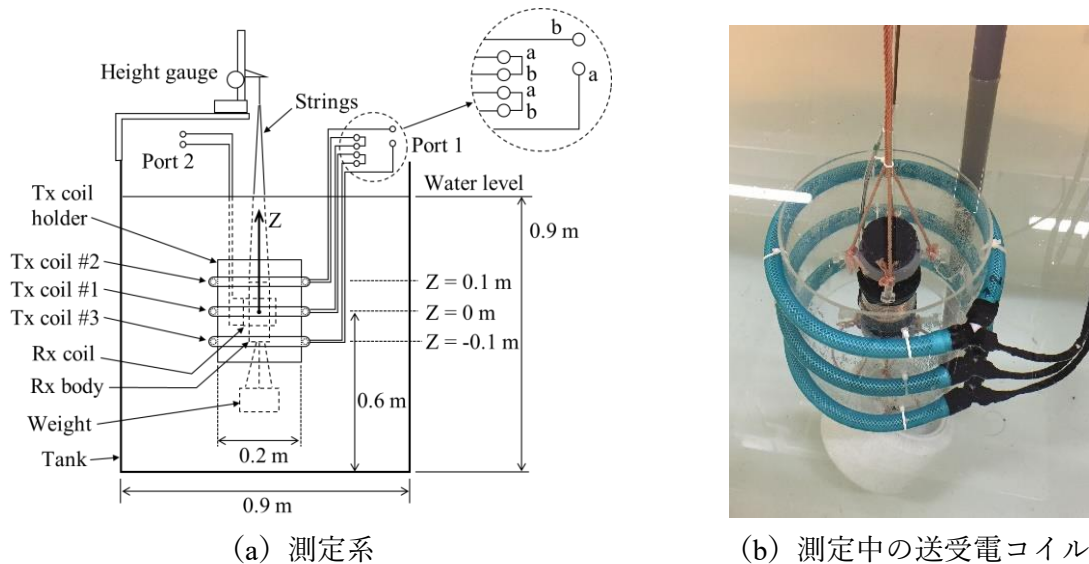 Height gauge
Strings
b
a
b
a
b
a
Port 2
Port 1
Tx coil
holder
Water level
Z
0.9 m
Tx coil #2
Z = 0.1 m
Tx coil #1
Z = 0 m
Tx coil #3
Z = -0.1 m
Rx coil
Rx body
0.6 m
Weight
0.2 m
Tank
0.9 m
(a) 測定系
(b) 測定中の送受電コイル